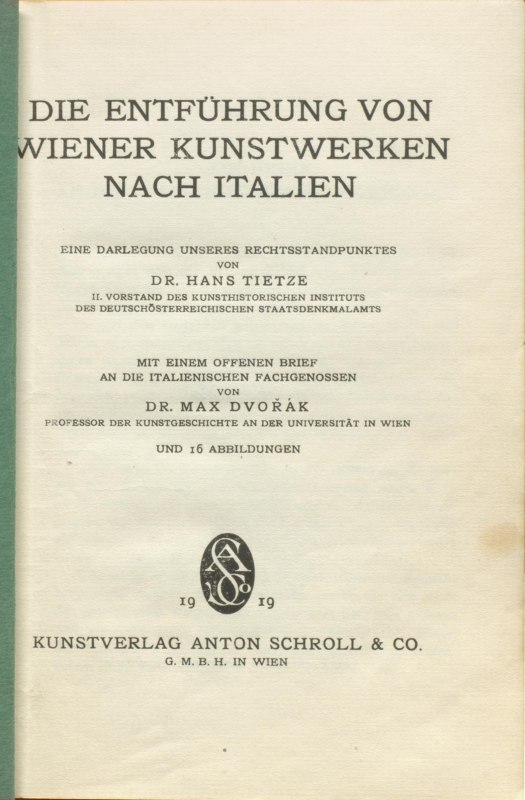 DIE ENTFÜHRUNG VON
WIENER KUNSTWERKEN
NACH ITALIEN
EINE DARLEGUNG UNSERES RECHTSSTANDPUNKTES
VON
DR. HANS TIETZE
II. VORSTAND DES KUNSTHISTORISCHEN INSTITUTS
DES DEUTSCHÖSTERREICHISCHEN STAATSDENKMALAMTS
MIT EINEM OFFENEN BRIEF
AN DIE ITALIENISCHEN FACHGENOSSEN
VON
DR. MAX DVOŘÁK
PROFESSOR DER KUNSTGESCHICHTE AN DER UNIVERSITÄT IN WIEN
UND 16 ABBILDUNGEN
AS&Co
19 19
KUNSTVERLAG ANTON SCHROLL & CO.
G. M. B. H. IN WIEN